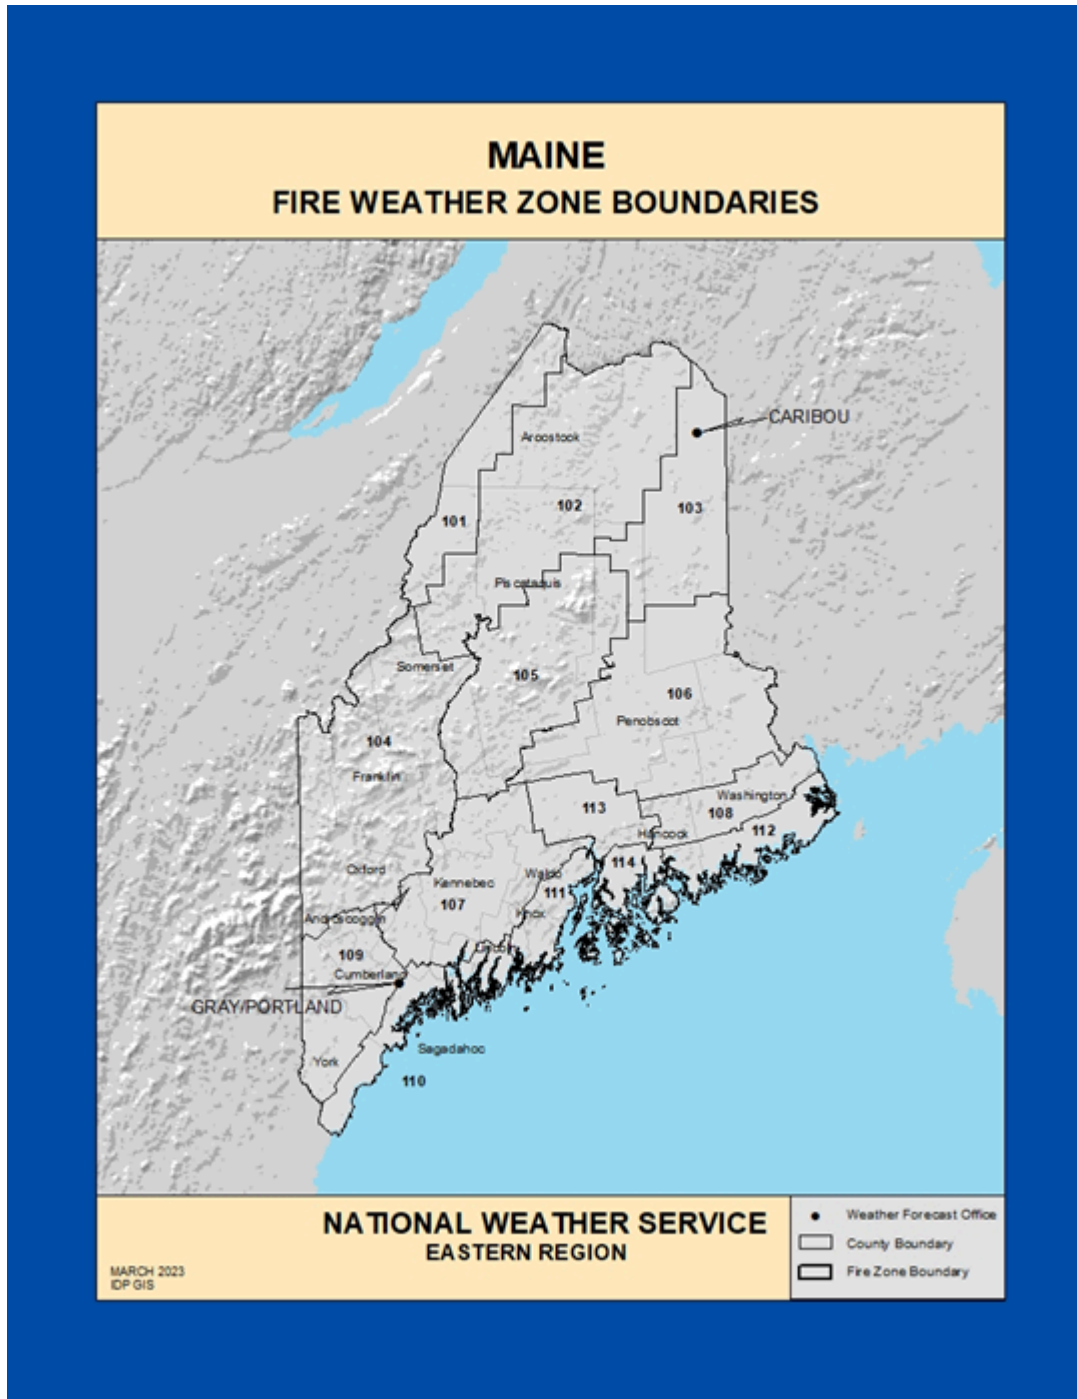 MAINE
FIRE WEATHER ZONE BOUNDARIES
CARIBOU
Aroostook
102
103
101
Piscataquis
Somerset
105
106
Penobscot
104
Franklin
Washington
113
108
Hancock
112
114
Oxford
Waldo
Kennebec
111
107
Knox
Androscoggin
109
Cumberland
GRAY/PORTLAND
Sagadahoc
York
110
NATIONAL WEATHER SERVICE
EASTERN REGION
MARCH 2023
IDP GIS
Weather Forecast Office
County Boundary
Fire Zone Boundary